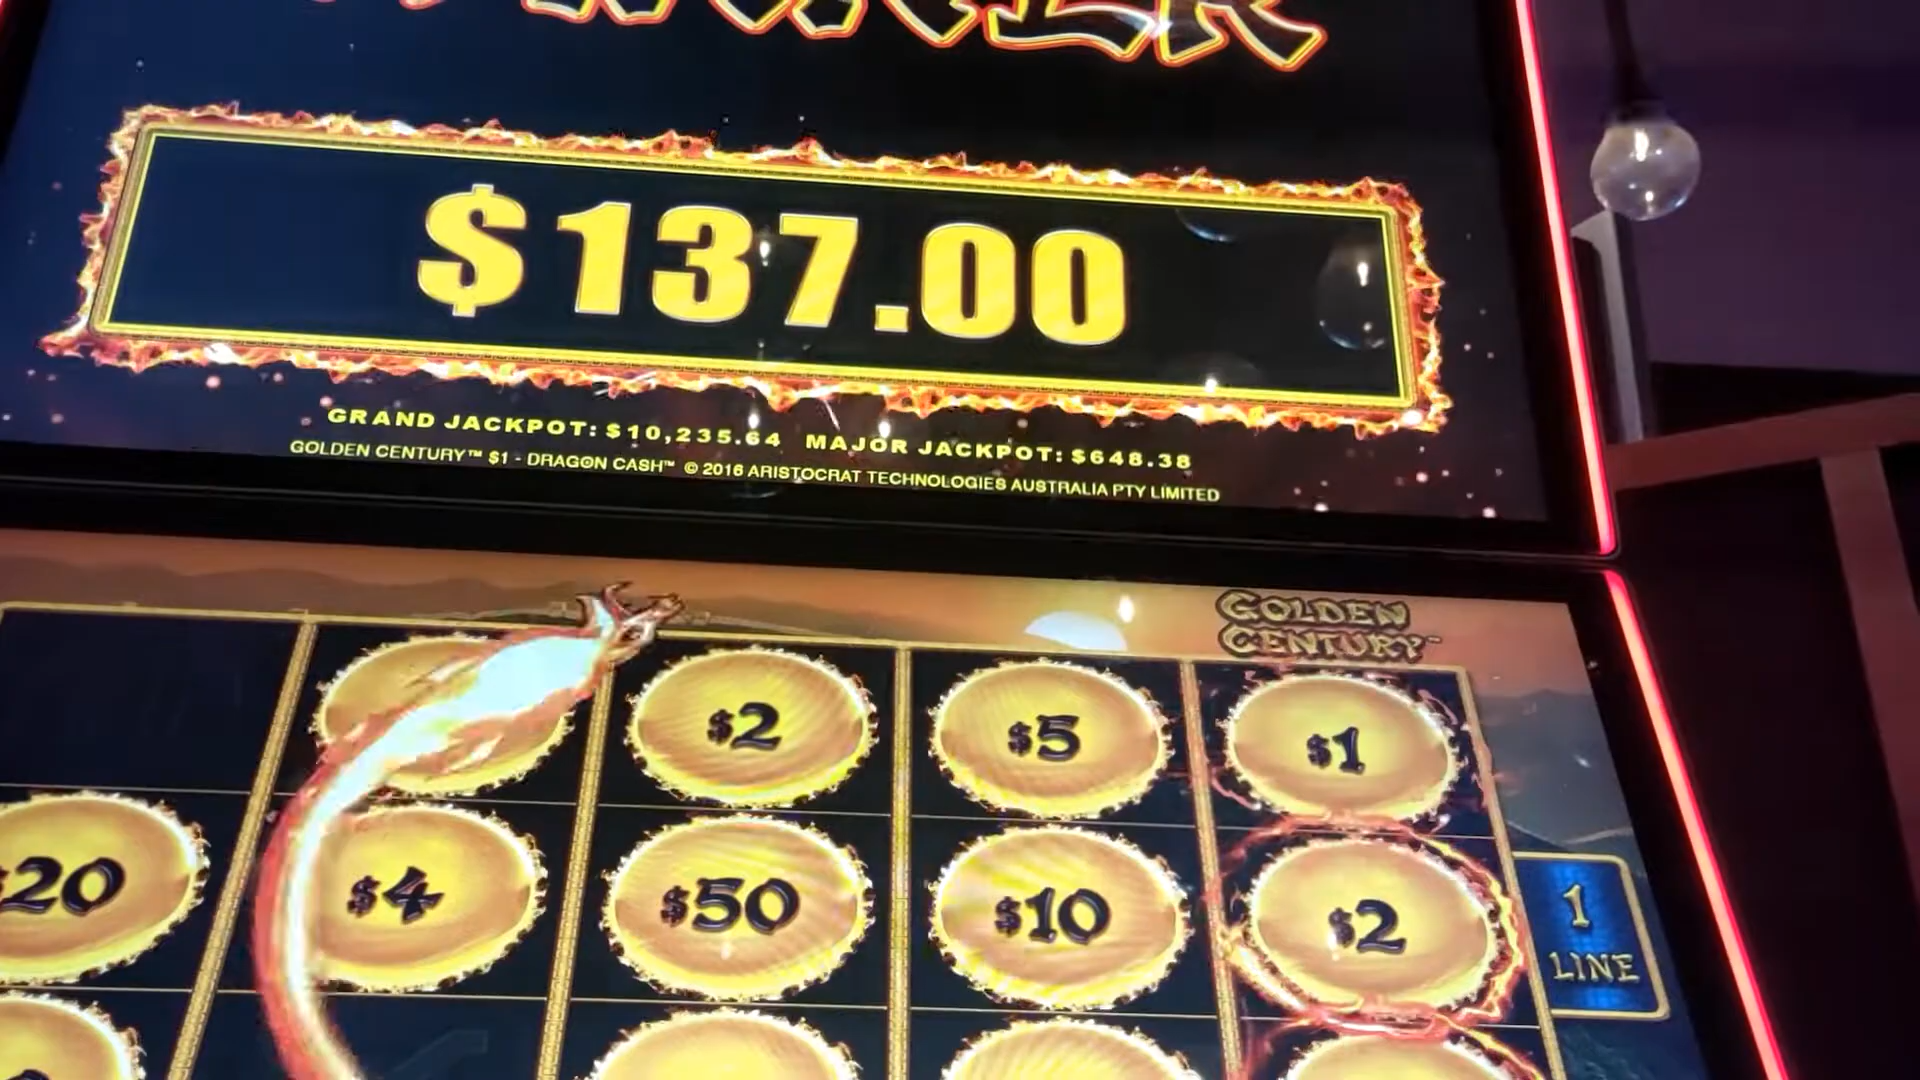 $137.00
GRAND JACKPOT: $10,235.64 MAJOR JACKPOT: $648.38
GOLDEN CENTURY™ $1 - DRAGON CASH™ © 2016 ARISTOCRAT TECHNOLOGIES AUSTRALIA PTY LIMITED
GOLDEN
CENTURY™
$2 $5 $1
$20 $4 $50 $10 $2
1
LINE